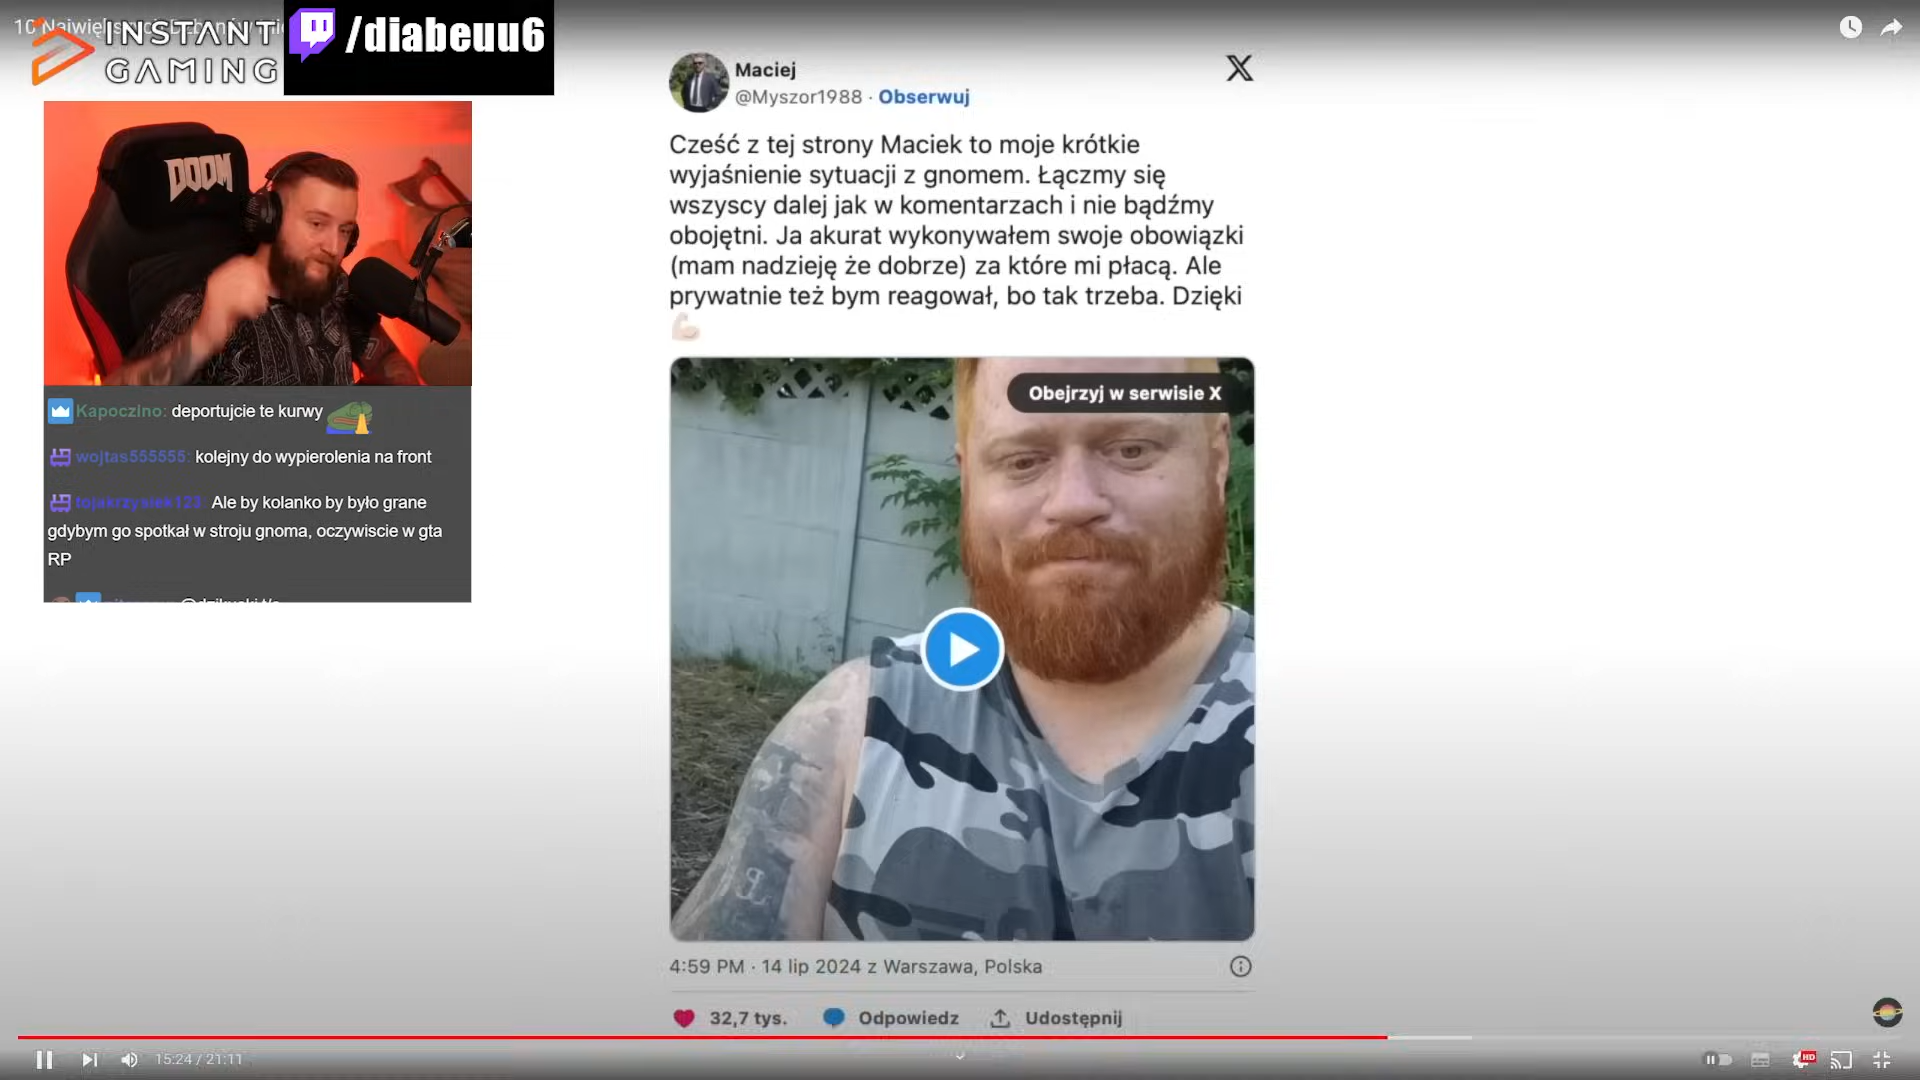 INSTANT
GAMING
/diabeuu6
DOOM
Kapoczlno: deportujcie te kurwy
wojtas555555: kolejny do wypierolenia na front
tojakrzysiek123: Ale by kolanko by było grane
gdybym go spotkał w stroju gnoma, oczywiscie w gta
RP
Maciej
@Myszor1988 · Obserwuj
Cześć z tej strony Maciek to moje krótkie
wyjaśnienie sytuacji z gnomem. Łączmy się
wszyscy dalej jak w komentarzach i nie bądźmy
obojętni. Ja akurat wykonywałem swoje obowiązki
(mam nadzieję że dobrze) za które mi płacą. Ale
prywatnie też bym reagował, bo tak trzeba. Dzięki
Obejrzyj w serwisie X
4:59 PM · 14 lip 2024 z Warszawa, Polska
32,7 tys.
Odpowiedz
Udostępnij
15:24 / 21:11
HD